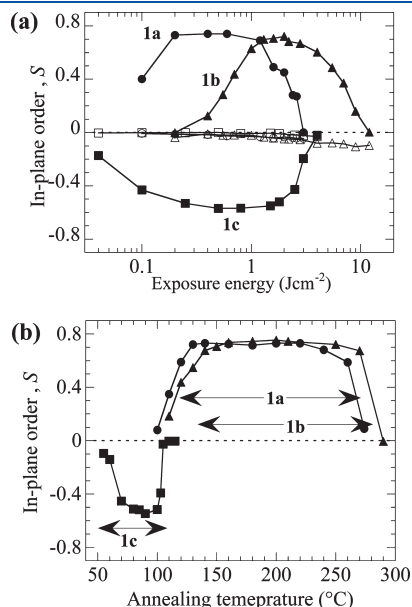 (a)
0.8
0.4
0
-0.4
-0.8
In-plane order , S
1a
1b
1c
0.1
1
10
Exposure energy (Jcm-2)
(b)
0.8
0.4
0
-0.4
-0.8
In-plane order , S
1a
1b
1c
50
100
150
200
250
300
Annealing temeprature (°C)